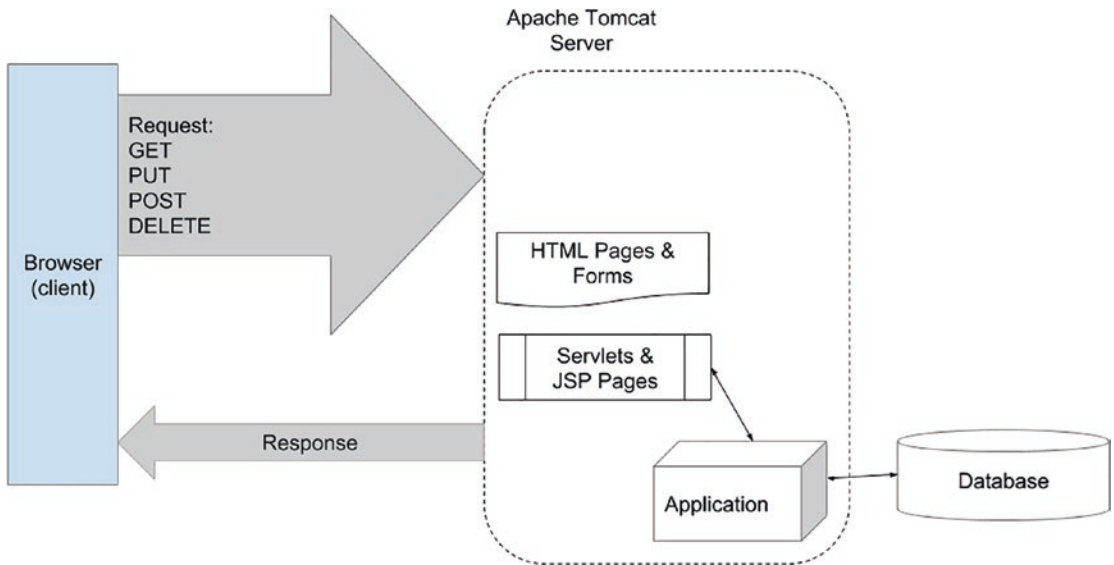 Apache Tomcat
Server
Request:
GET
PUT
POST
DELETE
Browser
(client)
HTML Pages &
Forms
Servlets &
JSP Pages
Response
Application
Database